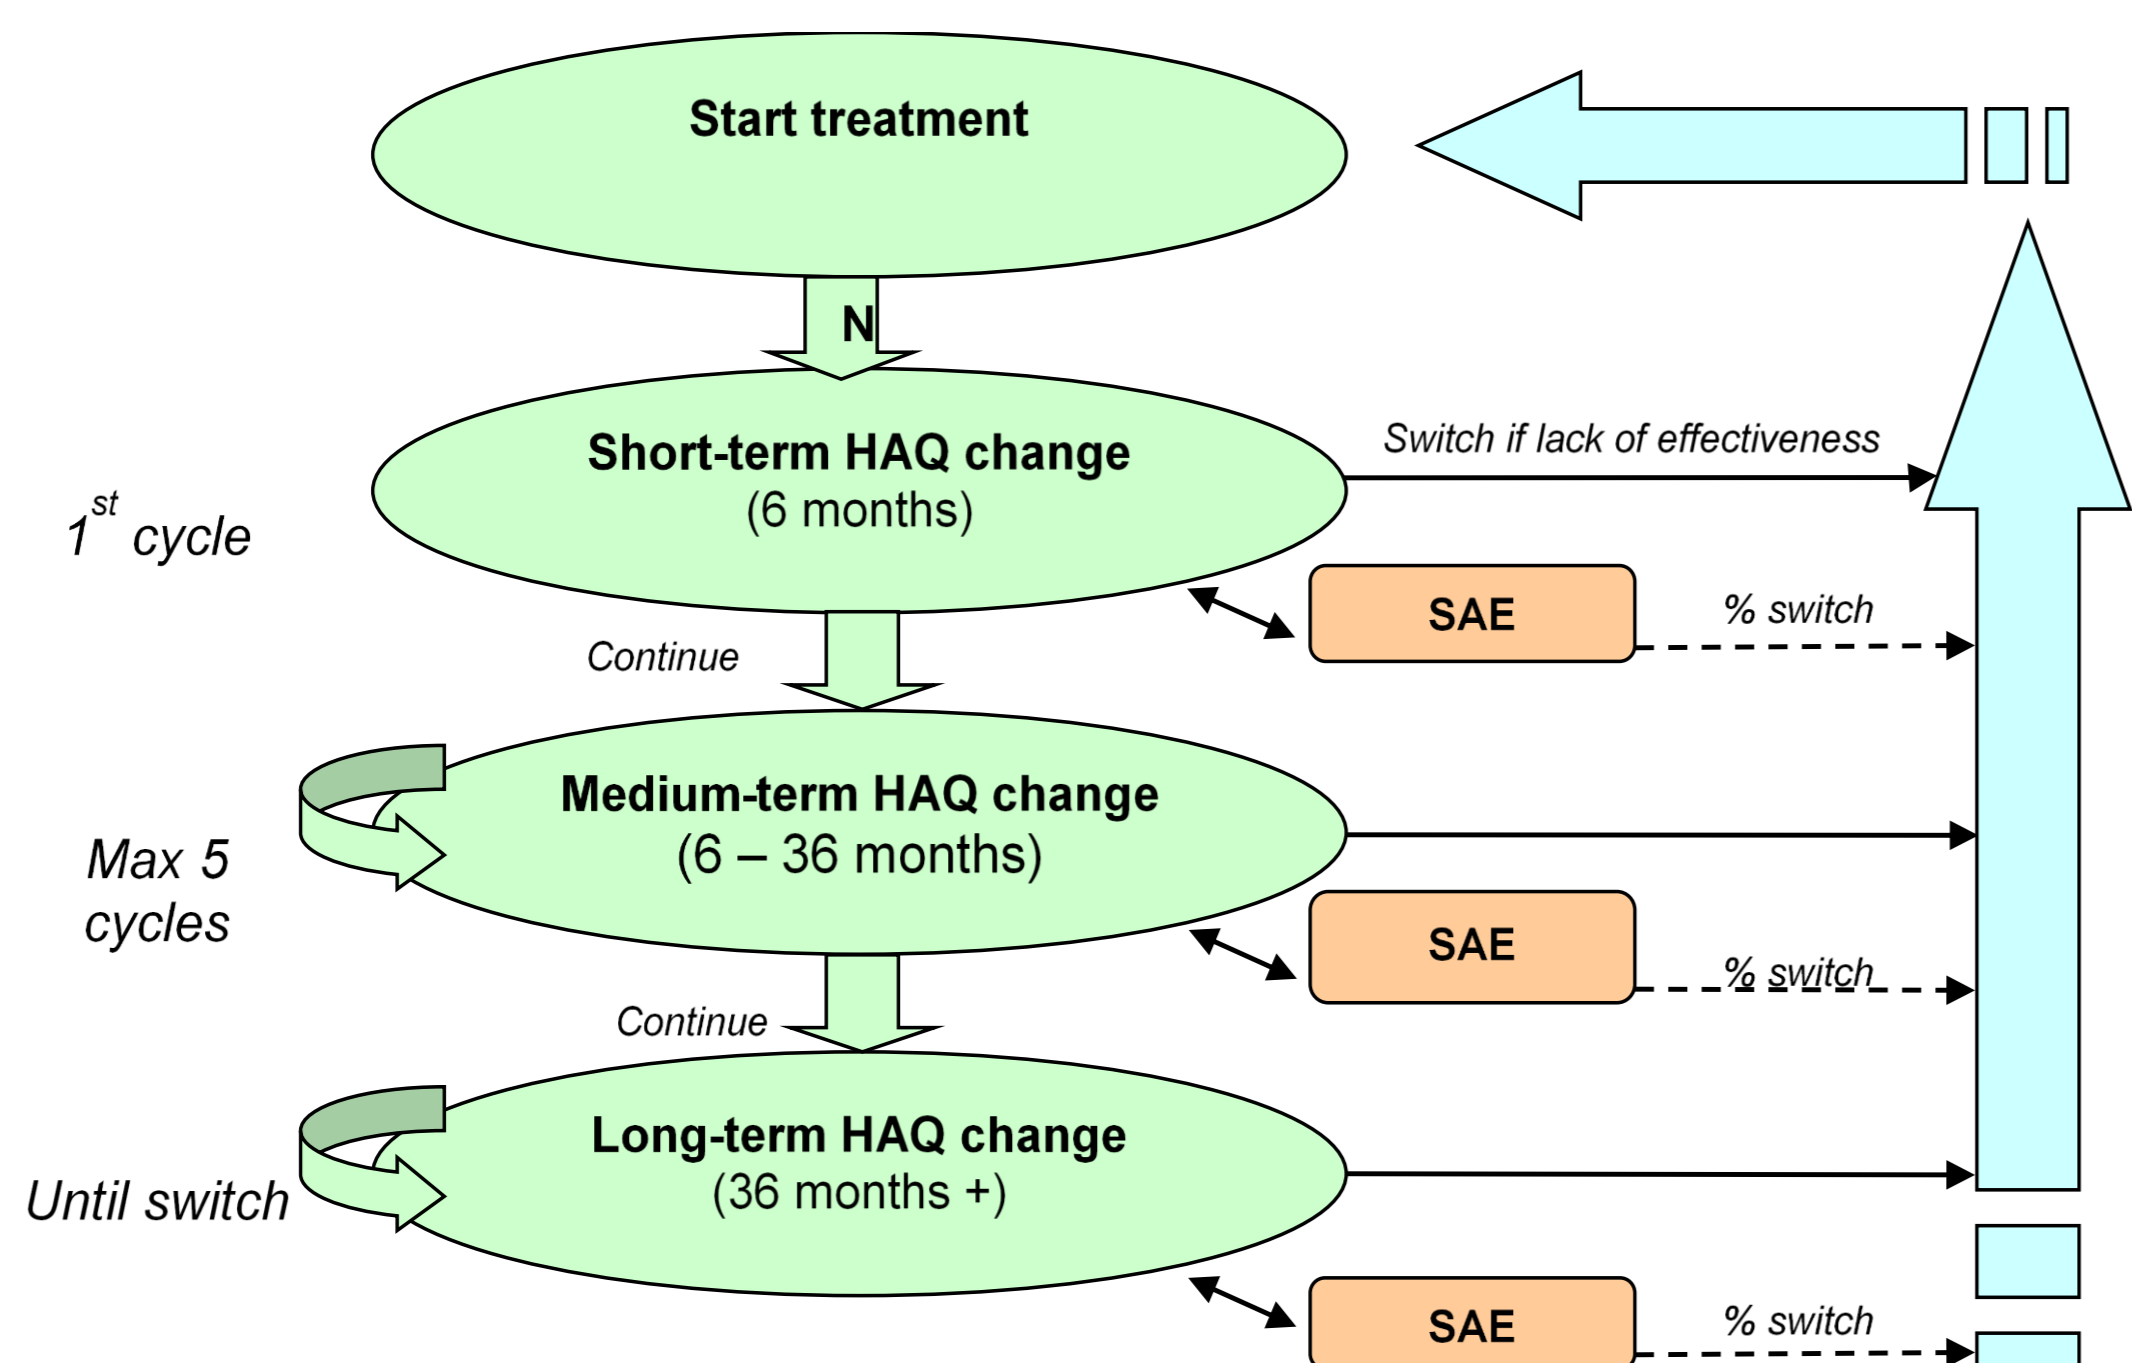 Start treatment
N
Short-term HAQ change
(6 months)
Switch if lack of effectiveness
1st cycle
SAE
% switch
Continue
Medium-term HAQ change
(6 – 36 months)
Max 5
cycles
SAE
% switch
Continue
Long-term HAQ change
(36 months +)
Until switch
SAE
% switch